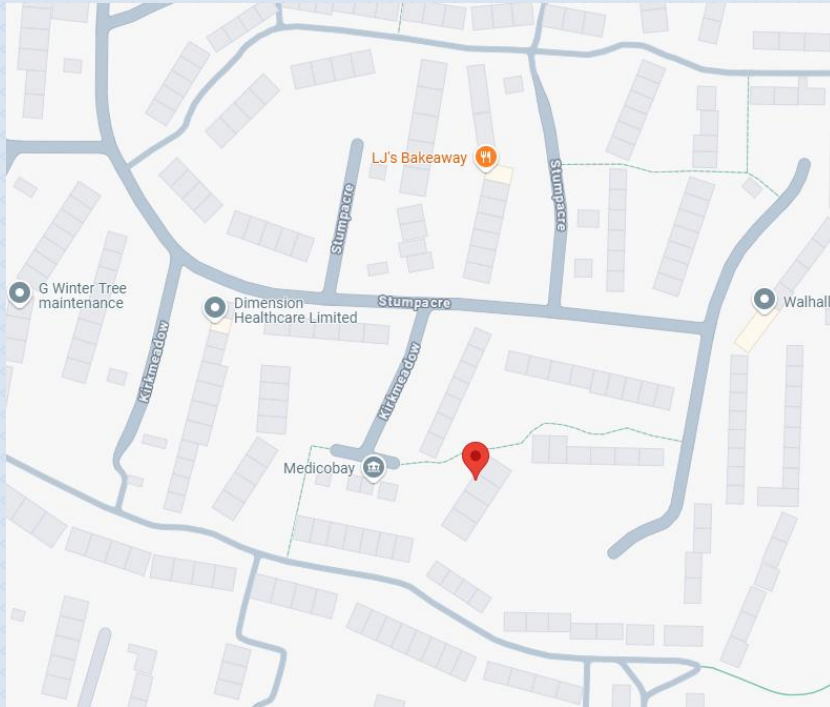 LJ's Bakeaway
Stumpacre
Stumpacre
G Winter Tree
maintenance
Dimension
Healthcare Limited
Stumpacre
Walhall
Kirkmeadow
Kirkmeadow
Medicobay